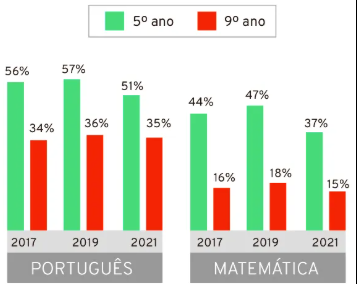 5º ano 9º ano
56% 34% 57% 36% 51% 35%
44% 16% 47% 18% 37% 15%
2017 2019 2021 2017 2019 2021
PORTUGUÊS MATEMÁTICA